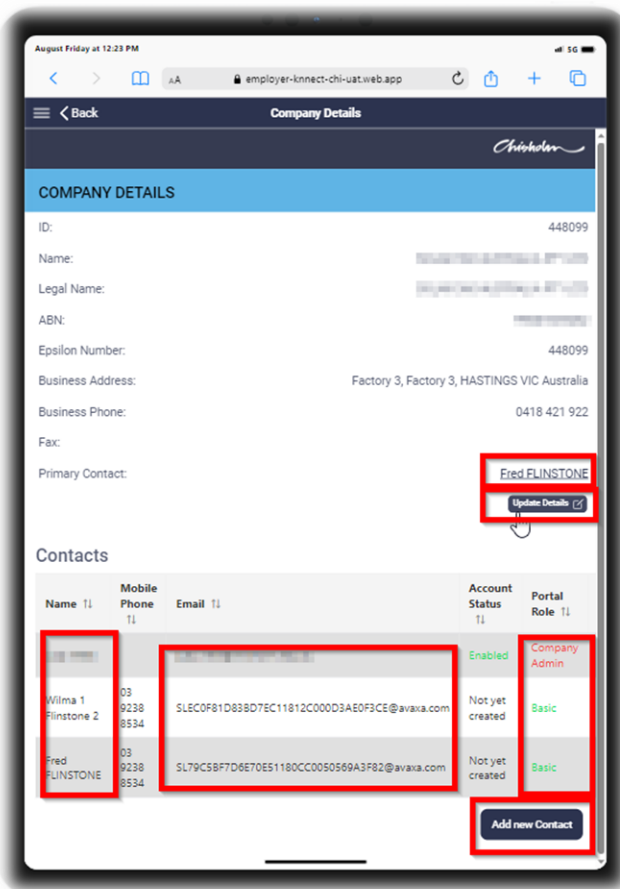 August Friday at 12:23 PM
5G
AA
employer-knnect-chi-uat.web.app
Back
Company Details
Chisholm
COMPANY DETAILS
ID: 448099
Name:
Legal Name:
ABN:
Epsilon Number: 448099
Business Address: Factory 3, Factory 3, HASTINGS VIC Australia
Business Phone: 0418 421 922
Fax:
Primary Contact: Fred FLINSTONE
Update Details
Contacts
Name Mobile Phone Email Account Status Portal Role
Enabled Company Admin
Wilma 1 Flinstone 2 03 9238 8534 SLEC0F81D83BD7EC11812C000D3AE0F3CE@avaxa.com Not yet created Basic
Fred FLINSTONE 03 9238 8534 SL79C5BF7D6E70E51180CC0050569A3F82@avaxa.com Not yet created Basic
Add new Contact